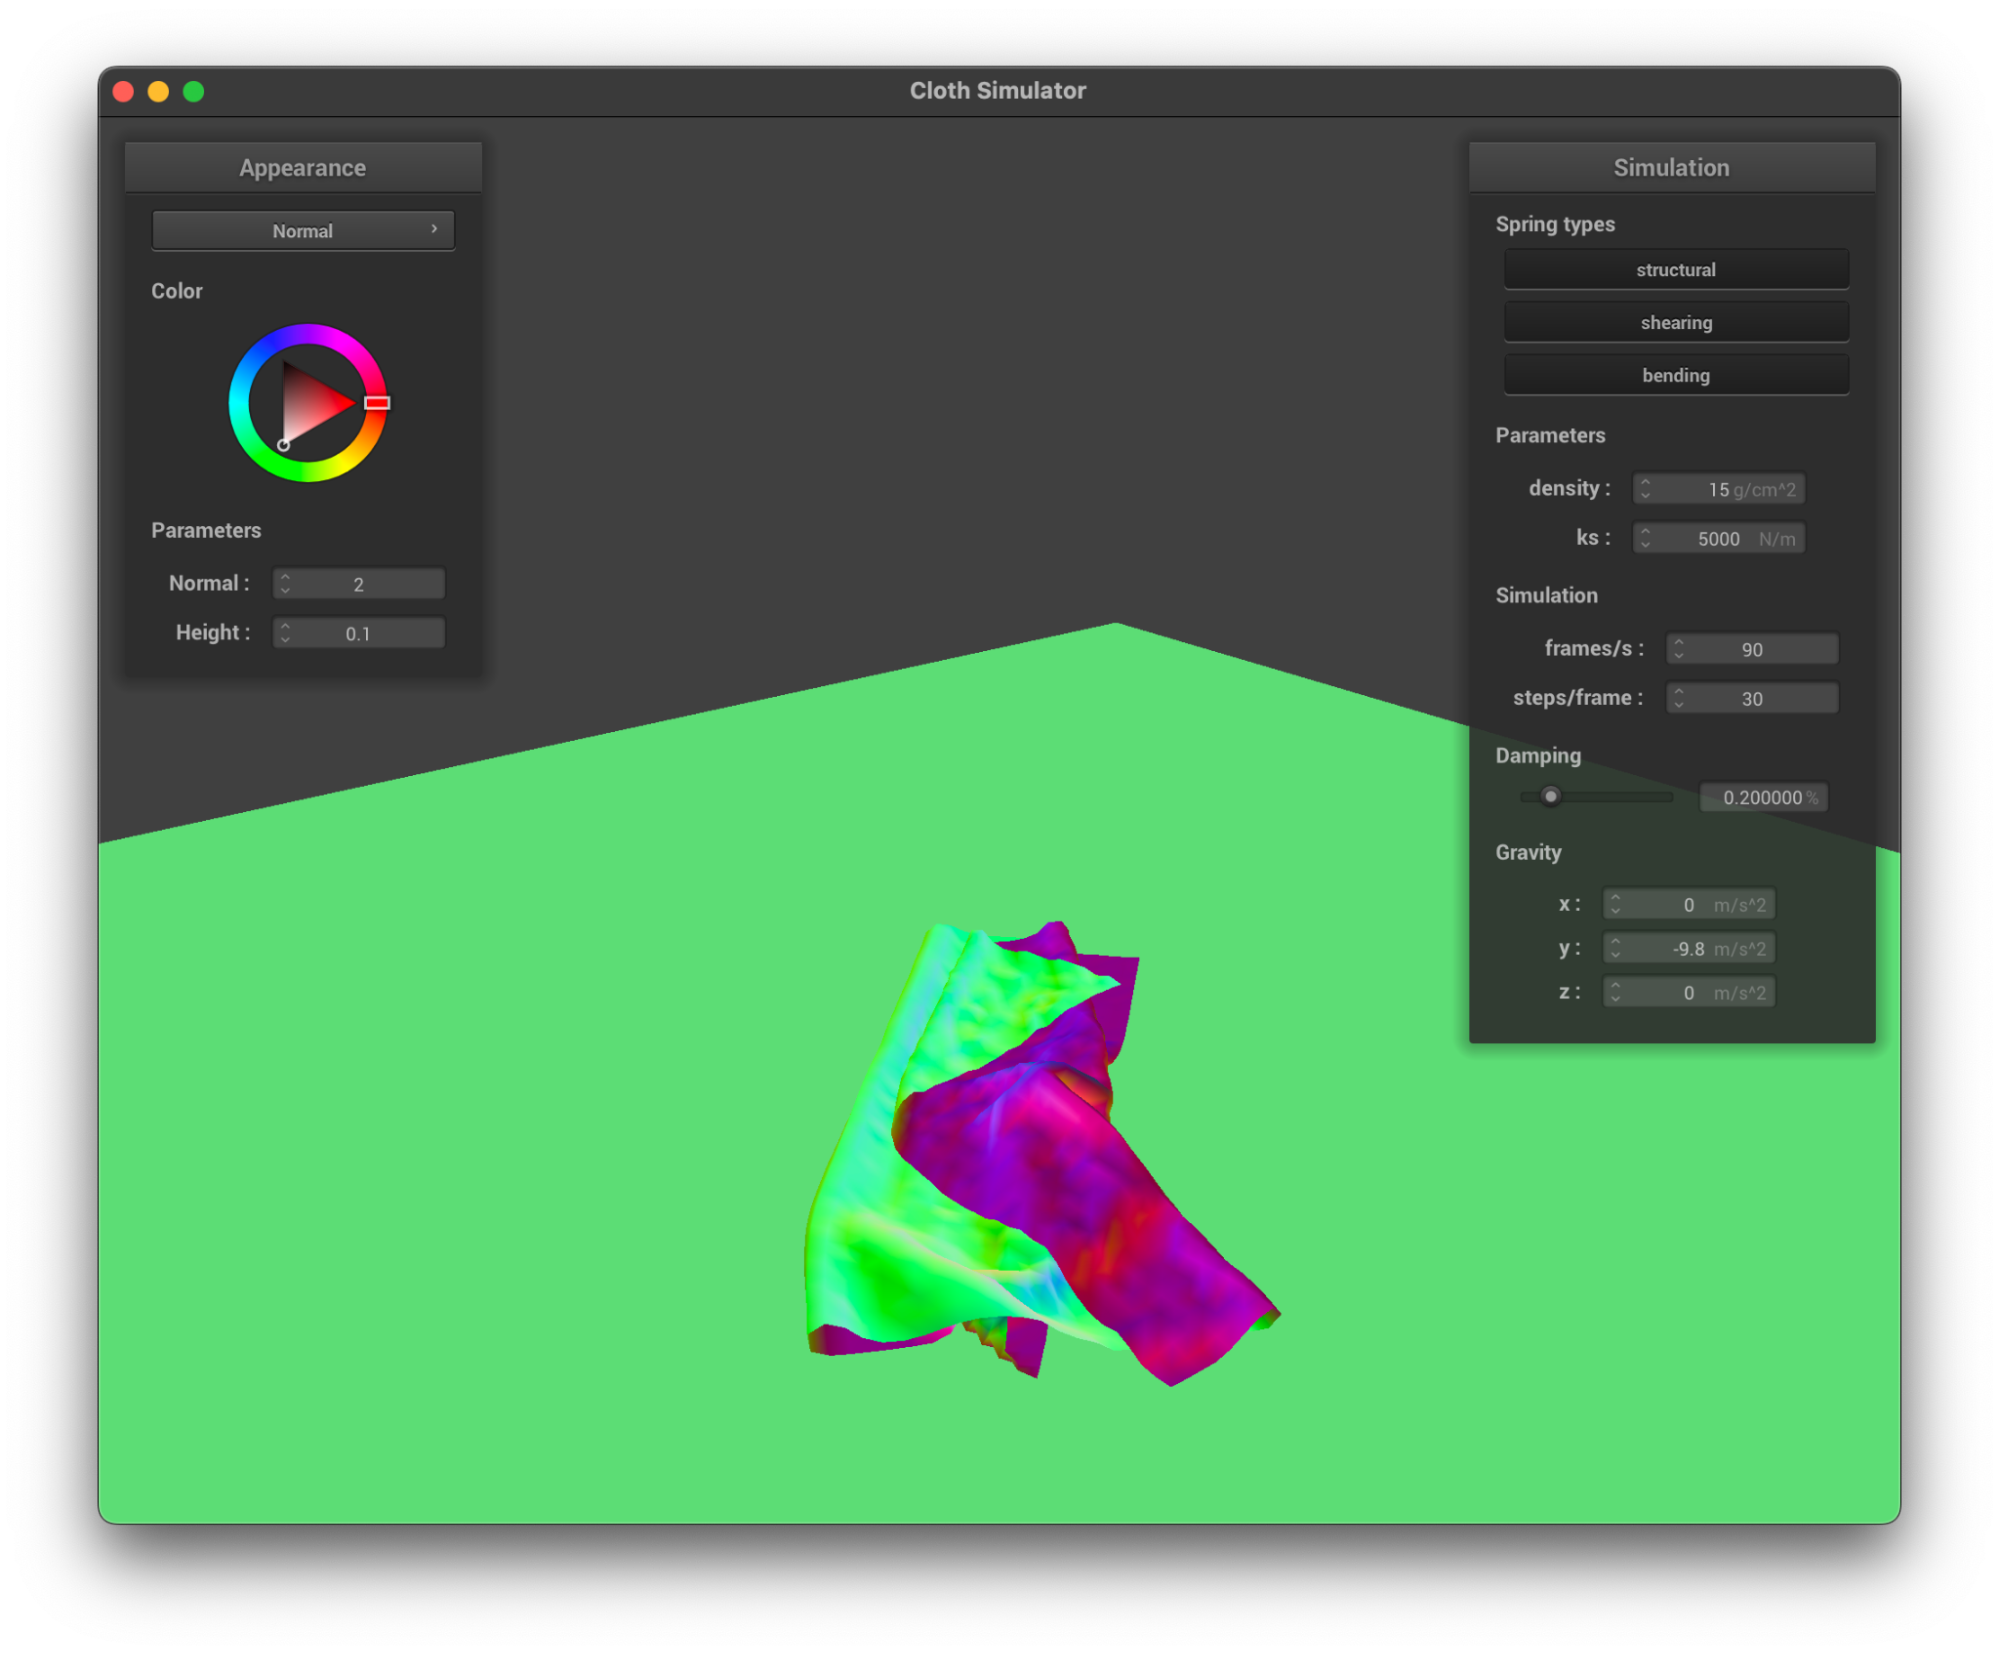 Cloth Simulator
Appearance
Normal
Color
Parameters
Normal : 2
Height : 0.1
Simulation
Spring types
structural
shearing
bending
Parameters
density : 15 g/cm^2
ks : 5000 N/m
Simulation
frames/s : 90
steps/frame : 30
Damping
0.200000 %
Gravity
x : 0 m/s^2
y : -9.8 m/s^2
z : 0 m/s^2